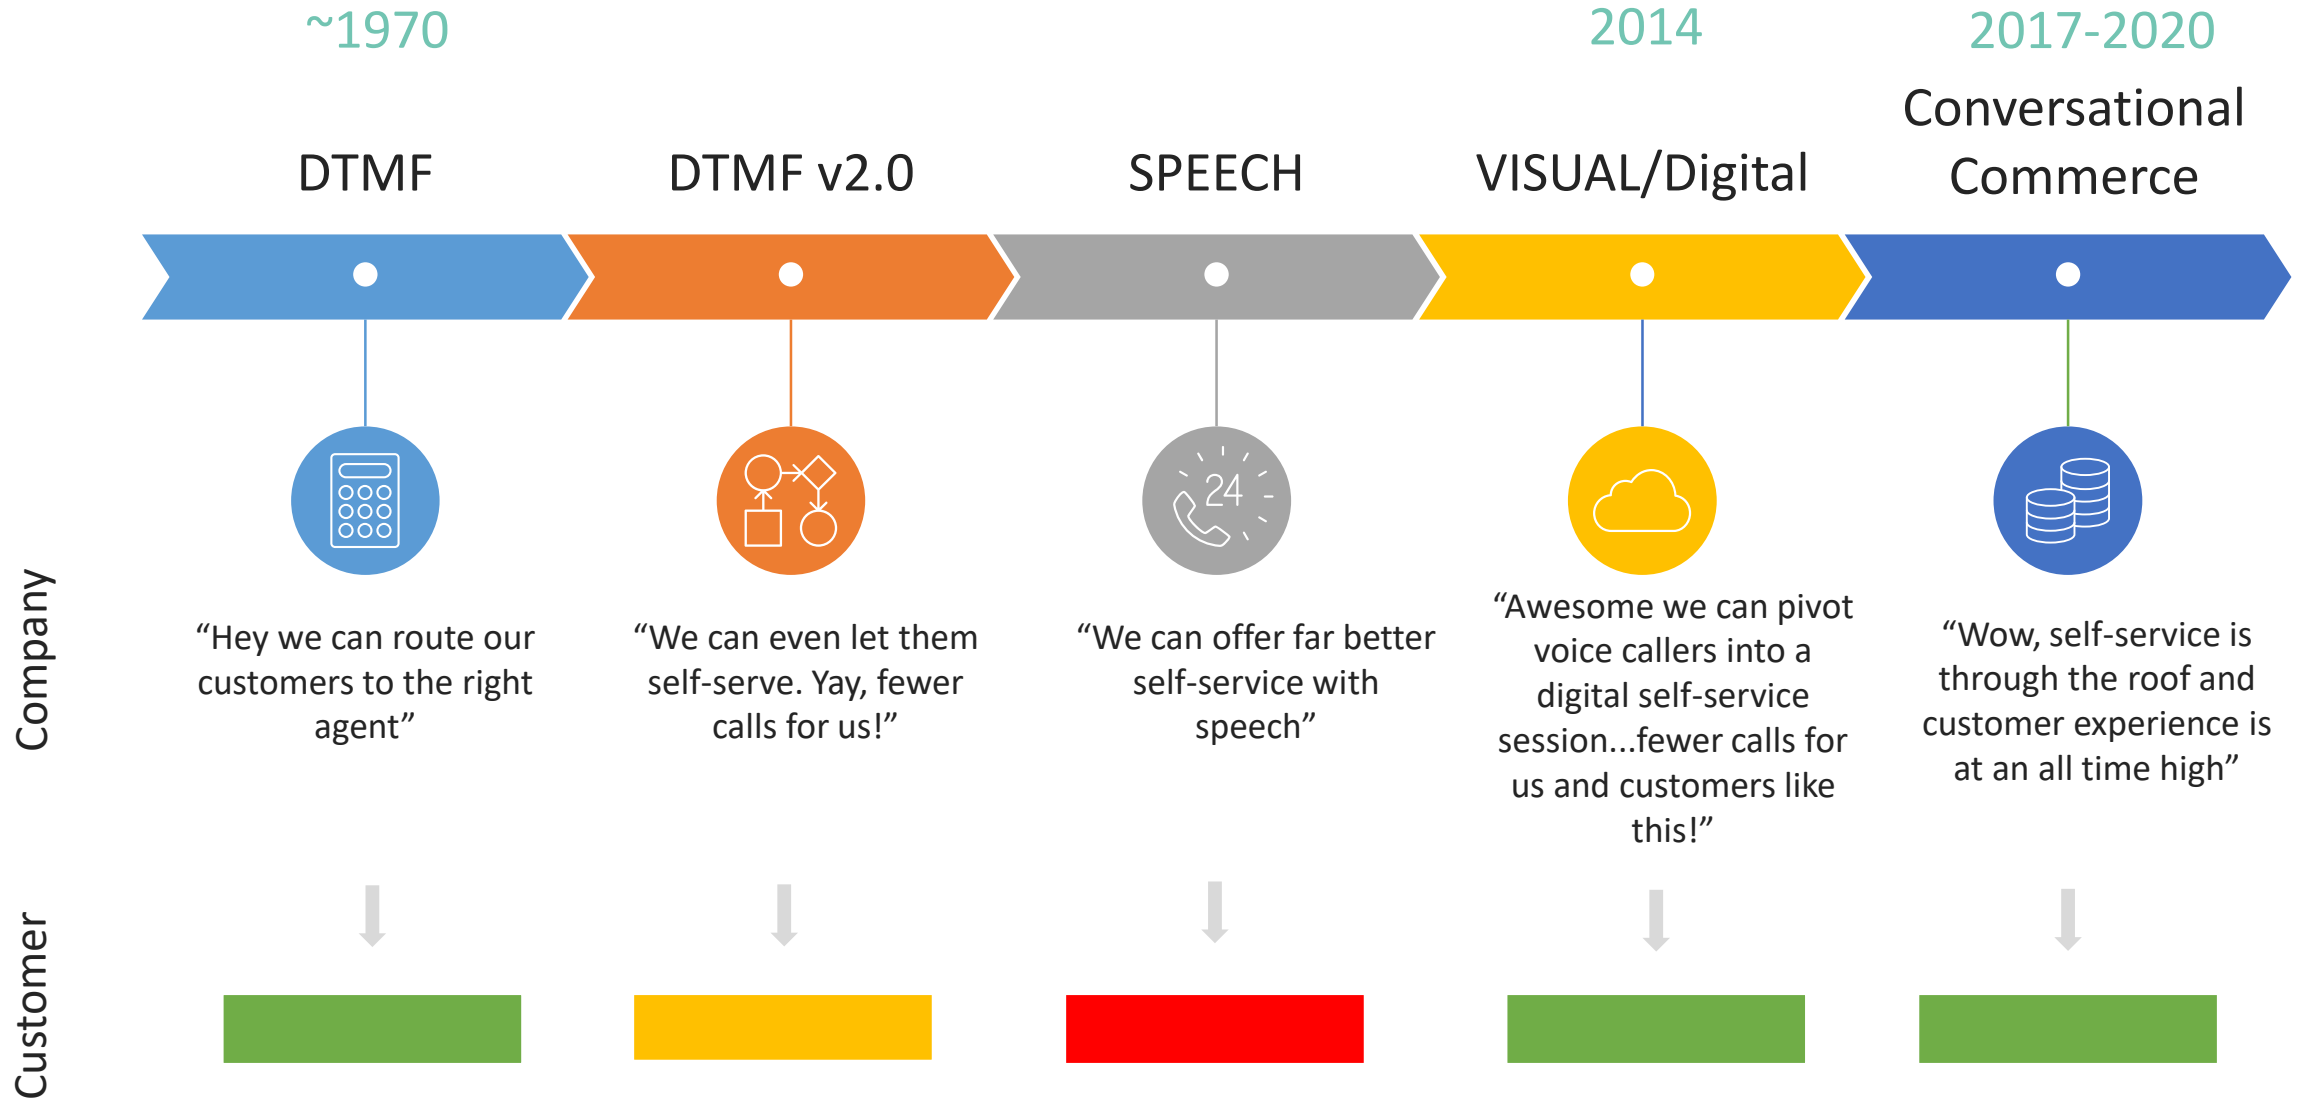 ~1970
2014
2017-2020
DTMF
DTMF v2.0
SPEECH
VISUAL/Digital
Conversational
Commerce
24
Company
“Hey we can route our
customers to the right
agent”
“We can even let them
self-serve. Yay, fewer
calls for us!”
“We can offer far better
self-service with
speech”
“Awesome we can pivot
voice callers into a
digital self-service
session...fewer calls for
us and customers like
this!”
“Wow, self-service is
through the roof and
customer experience is
at an all time high”
Customer